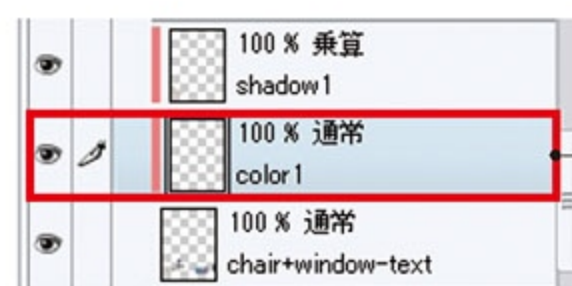 100 % 乗算
shadow1
100 % 通常
color1
100 % 通常
chair+window-text